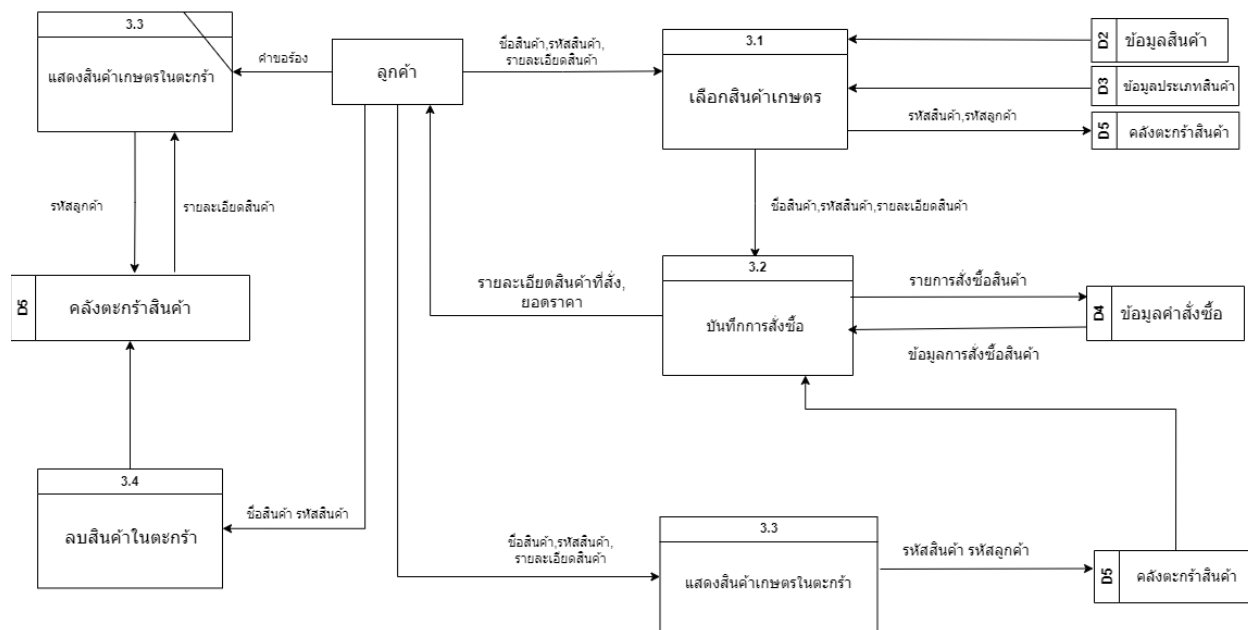 3.3
แสดงสินค้าเกษตรในตะกร้า
คำขอร้อง
ลูกค้า
ชื่อสินค้า,รหัสสินค้า,
รายละเอียดสินค้า
3.1
เลือกสินค้าเกษตร
D2
ข้อมูลสินค้า
D3
ข้อมูลประเภทสินค้า
รหัสสินค้า,รหัสลูกค้า
D5
คลังตะกร้าสินค้า
รหัสลูกค้า
รายละเอียดสินค้า
ชื่อสินค้า,รหัสสินค้า,รายละเอียดสินค้า
D5
คลังตะกร้าสินค้า
รายละเอียดสินค้าที่สั่ง,
ยอดราคา
3.2
บันทึกการสั่งซื้อ
รายการสั่งซื้อสินค้า
D4
ข้อมูลคำสั่งซื้อ
ข้อมูลการสั่งซื้อสินค้า
3.4
ลบสินค้าในตะกร้า
ชื่อสินค้า รหัสสินค้า
ชื่อสินค้า,รหัสสินค้า,
รายละเอียดสินค้า
3.3
แสดงสินค้าเกษตรในตะกร้า
รหัสสินค้า รหัสลูกค้า
D5
คลังตะกร้าสินค้า